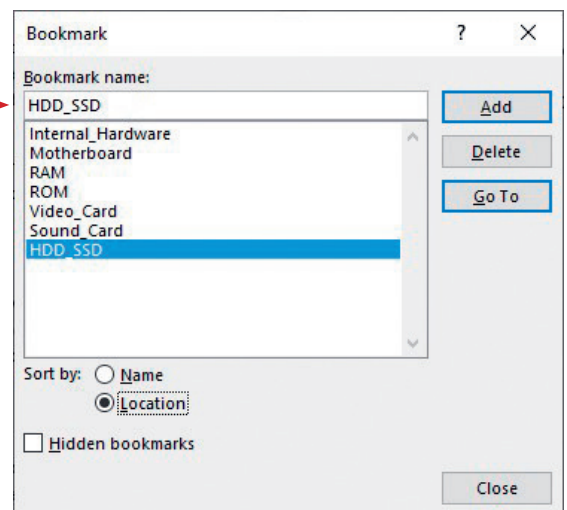 Bookmark ?
Bookmark name:
HDD_SSD
Add
Internal_Hardware
Motherboard
RAM
ROM
Video_Card
Sound_Card
HDD_SSD
Delete
Go To
Sort by: Name
Location
Hidden bookmarks
Close